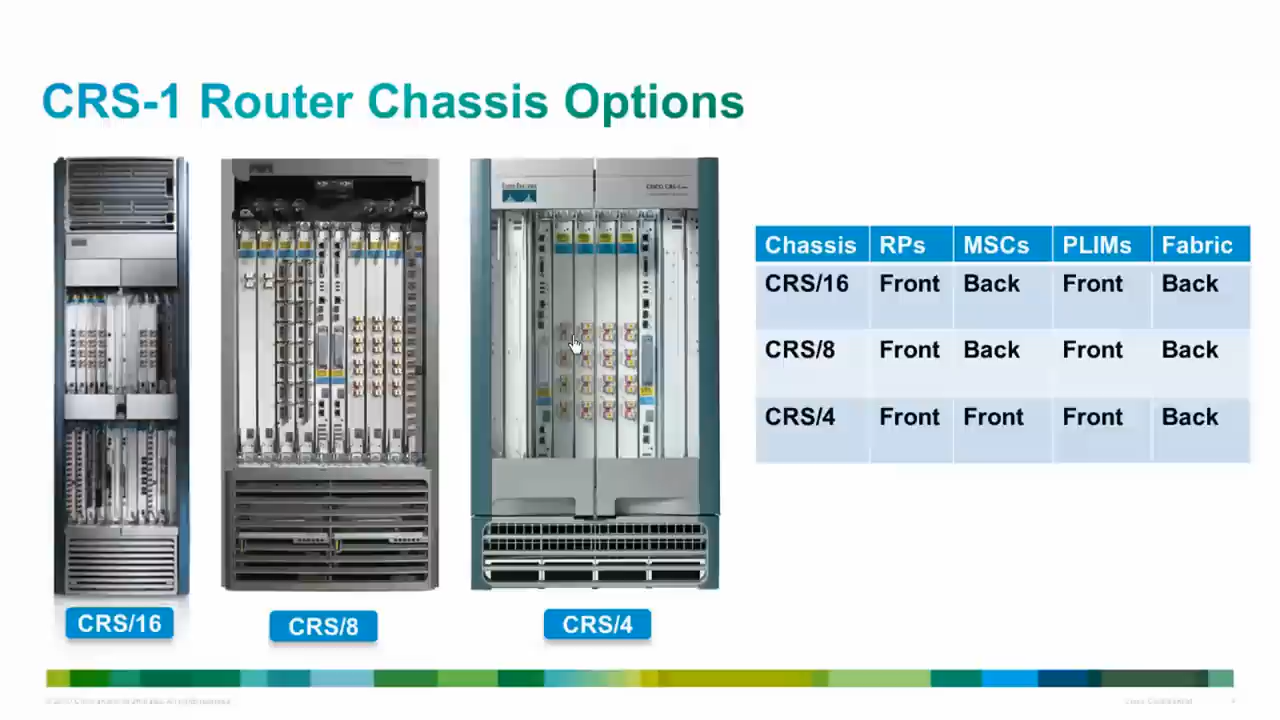 CRS-1 Router Chassis Options
Chassis RPs MSCs PLIMs Fabric
CRS/16 Front Back Front Back
CRS/8 Front Back Front Back
CRS/4 Front Front Front Back
CRS/16
CRS/8
CRS/4